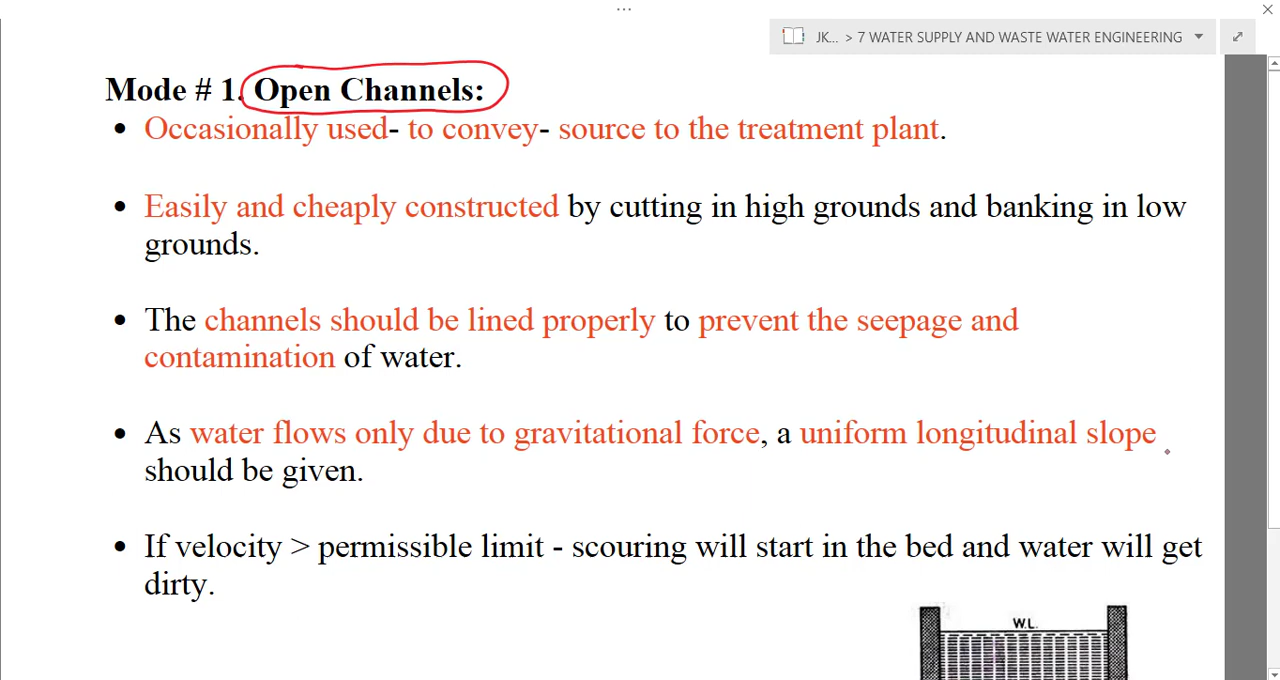 ...
JK... > 7 WATER SUPPLY AND WASTE WATER ENGINEERING
Mode # 1. Open Channels:
• Occasionally used- to convey- source to the treatment plant.
• Easily and cheaply constructed by cutting in high grounds and banking in low
grounds.
• The channels should be lined properly to prevent the seepage and
contamination of water.
• As water flows only due to gravitational force, a uniform longitudinal slope
should be given.
• If velocity > permissible limit - scouring will start in the bed and water will get
dirty.
W.L.